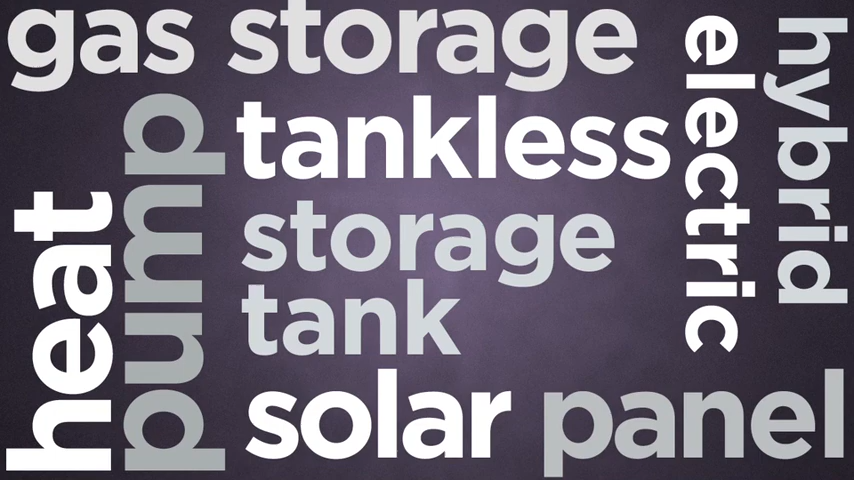 gas storage
tankless
storage
tank
solar panel
heat
pump
electric
hybrid